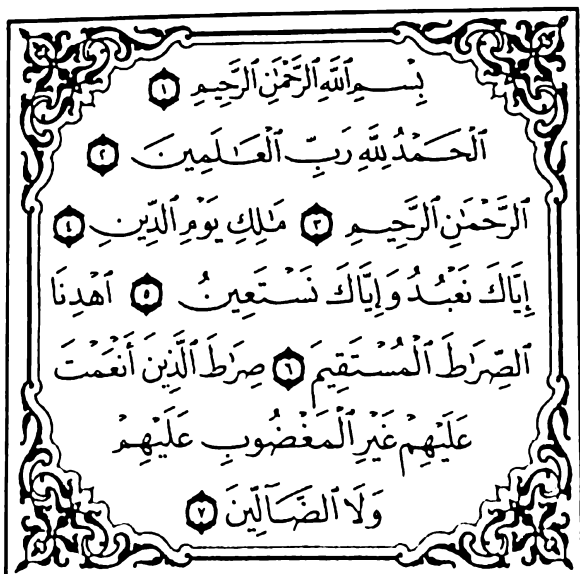 بِسْمِ ٱللَّهِ ٱلرَّحْمَٰنِ ٱلرَّحِيمِ ١
ٱلْحَمْدُ لِلَّهِ رَبِّ ٱلْعَٰلَمِينَ ٢
ٱلرَّحْمَٰنِ ٱلرَّحِيمِ ٣ مَٰلِكِ يَوْمِ ٱلدِّينِ ٤
إِيَّاكَ نَعْبُدُ وَإِيَّاكَ نَسْتَعِينُ ٥ ٱهْدِنَا
ٱلصِّرَٰطَ ٱلْمُسْتَقِيمَ ٦ صِرَٰطَ ٱلَّذِينَ أَنْعَمْتَ
عَلَيْهِمْ غَيْرِ ٱلْمَغْضُوبِ عَلَيْهِمْ
وَلَا ٱلضَّآلِّينَ ٧